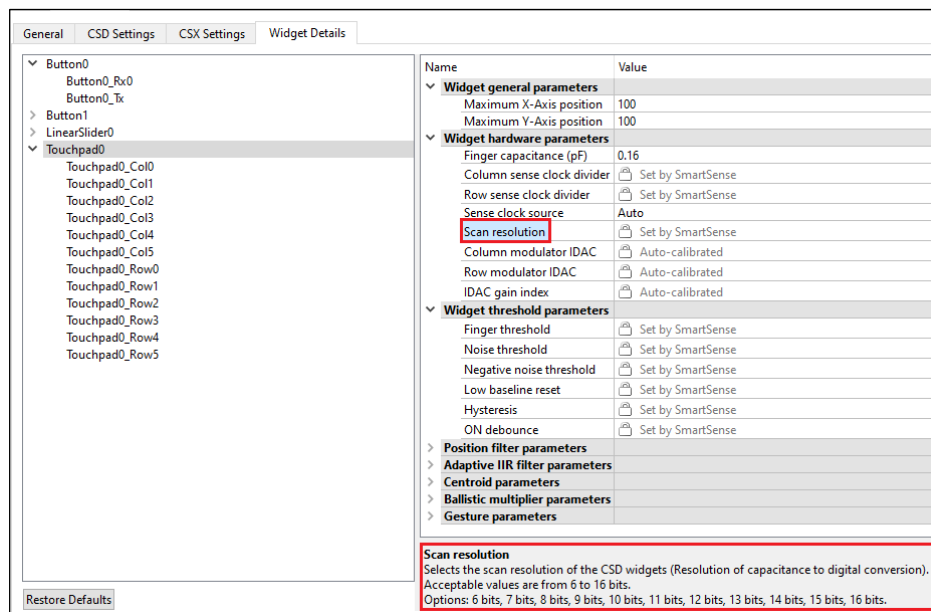 General CSD Settings CSX Settings Widget Details
Button0
Button0_Rx0
Button0_Tx
Button1
LinearSlider0
Touchpad0
Touchpad0_Col0
Touchpad0_Col1
Touchpad0_Col2
Touchpad0_Col3
Touchpad0_Col4
Touchpad0_Col5
Touchpad0_Row0
Touchpad0_Row1
Touchpad0_Row2
Touchpad0_Row3
Touchpad0_Row4
Touchpad0_Row5
Restore Defaults
Name Value
Widget general parameters
Maximum X-Axis position 100
Maximum Y-Axis position 100
Widget hardware parameters
Finger capacitance (pF) 0.16
Column sense clock divider Set by SmartSense
Row sense clock divider Set by SmartSense
Sense clock source Auto
Scan resolution Set by SmartSense
Column modulator IDAC Auto-calibrated
Row modulator IDAC Auto-calibrated
IDAC gain index Auto-calibrated
Widget threshold parameters
Finger threshold Set by SmartSense
Noise threshold Set by SmartSense
Negative noise threshold Set by SmartSense
Low baseline reset Set by SmartSense
Hysteresis Set by SmartSense
ON debounce Set by SmartSense
Position filter parameters
Adaptive IIR filter parameters
Centroid parameters
Ballistic multiplier parameters
Gesture parameters
Scan resolution
Selects the scan resolution of the CSD widgets (Resolution of capacitance to digital conversion).
Acceptable values are from 6 to 16 bits.
Options: 6 bits, 7 bits, 8 bits, 9 bits, 10 bits, 11 bits, 12 bits, 13 bits, 14 bits, 15 bits, 16 bits.